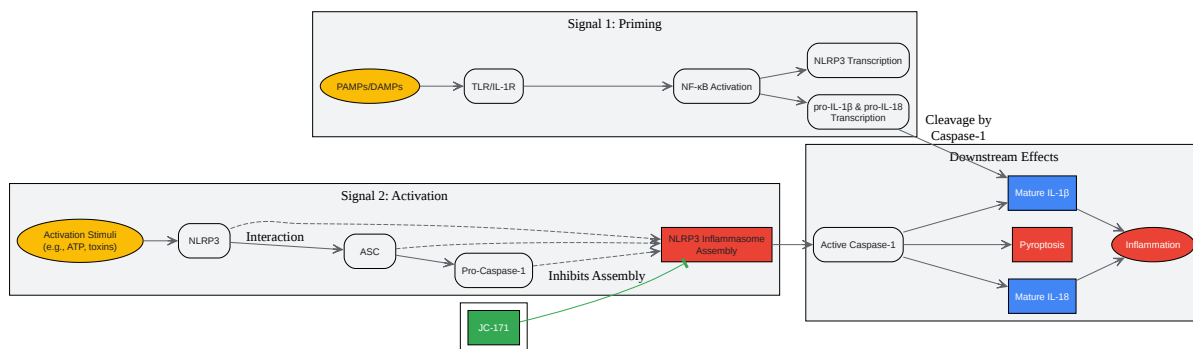 Signal 1: Priming
PAMPs/DAMPs
TLR/IL-1R
NF-κB Activation
NLRP3 Transcription
pro-IL-1β & pro-IL-18
Transcription
Cleavage by
Caspase-1
Signal 2: Activation
Activation Stimuli
(e.g., ATP, toxins)
NLRP3
Interaction
ASC
Pro-Caspase-1
NLRP3 Inflammasome
Assembly
Inhibits Assembly
JC-171
Downstream Effects
Active Caspase-1
Mature IL-1β
Pyroptosis
Mature IL-18
Inflammation